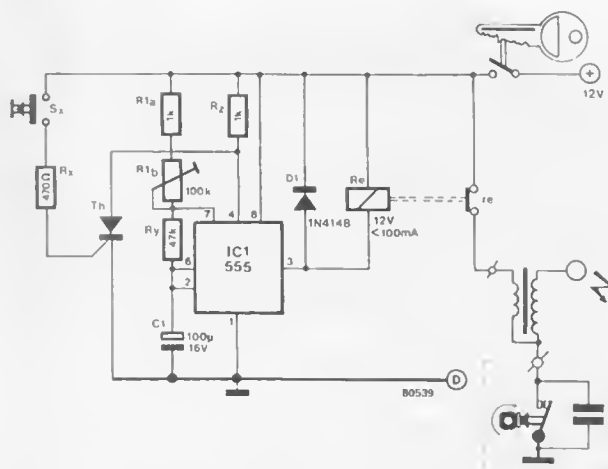 12V
Sx
R1a
1k
Rz
1k
Rx
470Ω
R1b
100k
Th
D1
1N4148
Re
12V
<100mA
re
7
4
8
Ry
47k
6
2
IC1
555
3
1
C1
100µ
16V
D
80539